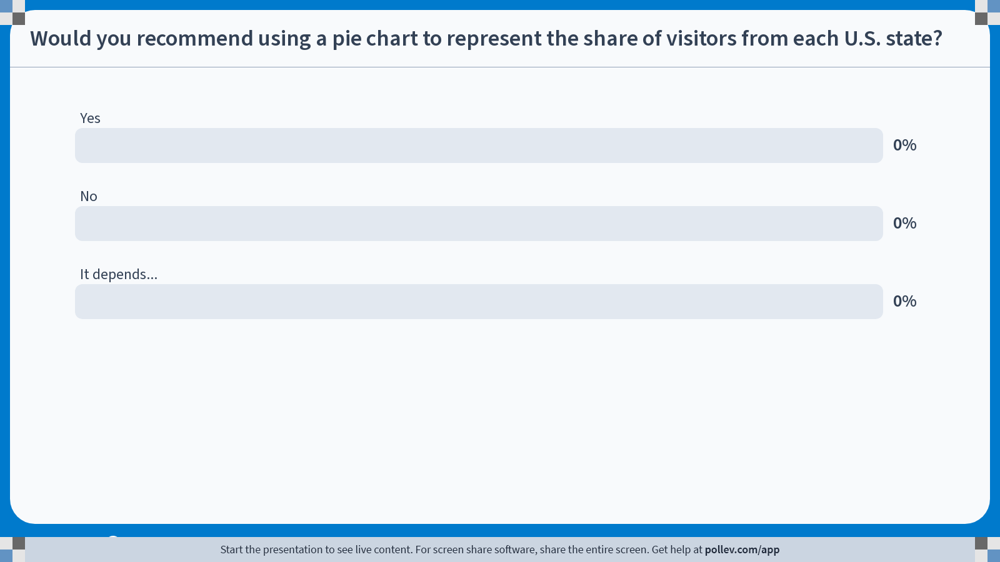 Would you recommend using a pie chart to represent the share of visitors from each U.S. state?
Yes
0%
No
0%
It depends...
0%
Start the presentation to see live content. For screen share software, share the entire screen. Get help at pollev.com/app